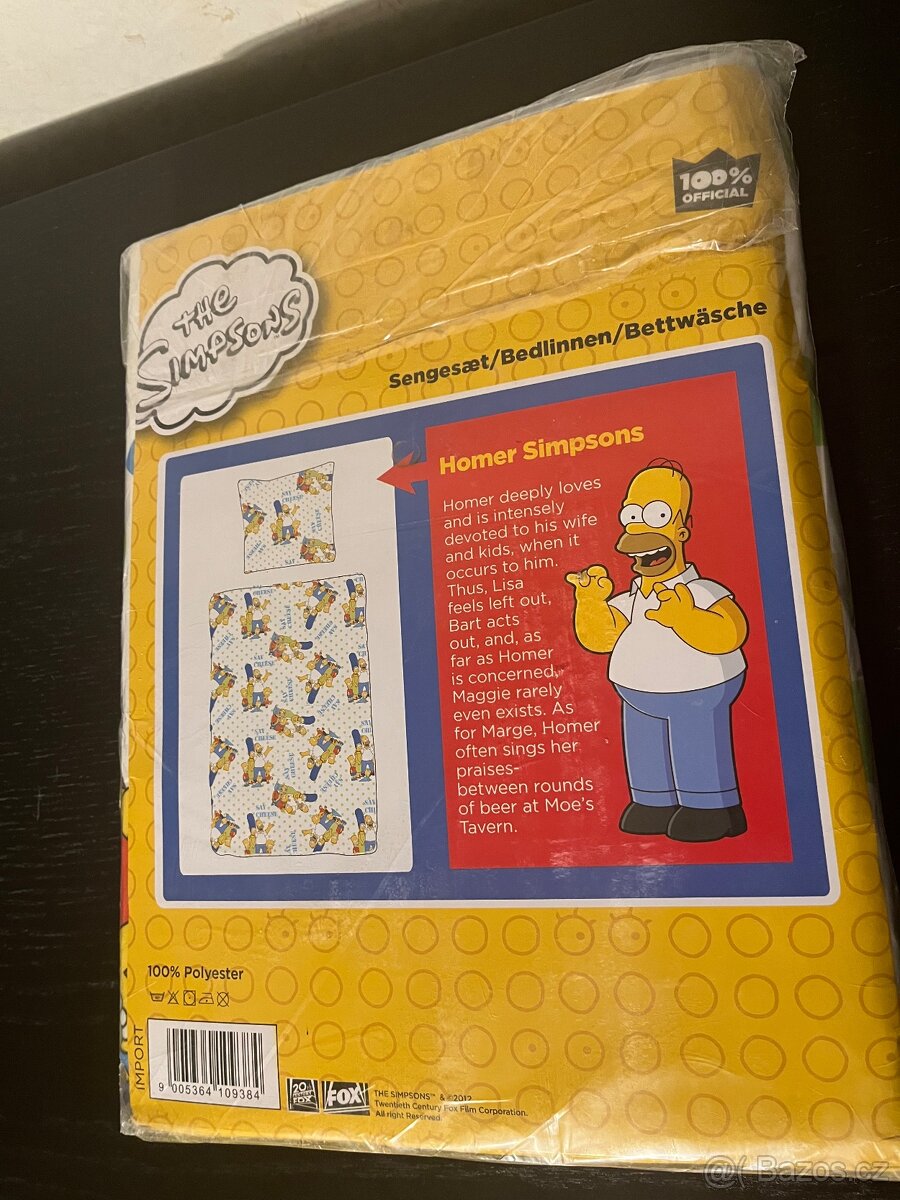 100%
OFFICIAL
THE
SIMPSONS
Sengesæt/Bedlinnen/Bettwäsche
Homer Simpsons
Homer deeply loves
and is intensely
devoted to his wife
and kids, when it
occurs to him.
Thus, Lisa
feels left out,
Bart acts
out, and, as
far as Homer
is concerned,
Maggie rarely
even exists. As
for Marge, Homer
often sings her
praises-
between rounds
of beer at Moe's
Tavern.
SAY
CHEESE
100% Polyester
IMPORT
9 005364 109384
20th
CENTURY
FOX
FOX
THE SIMPSONS™ & ©2012
Twentieth Century Fox Film Corporation.
All right Reserved.
Bazos.cz